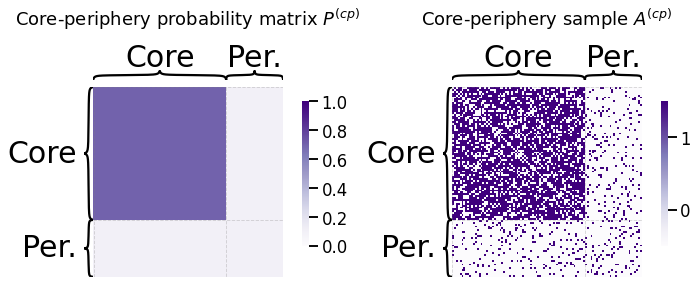 Core-periphery probability matrix $P^{(cp)}$
Core Per.
Core
Per.
1.0
0.8
0.6
0.4
0.2
0.0
Core-periphery sample $A^{(cp)}$
Core Per.
Core
Per.
1
0